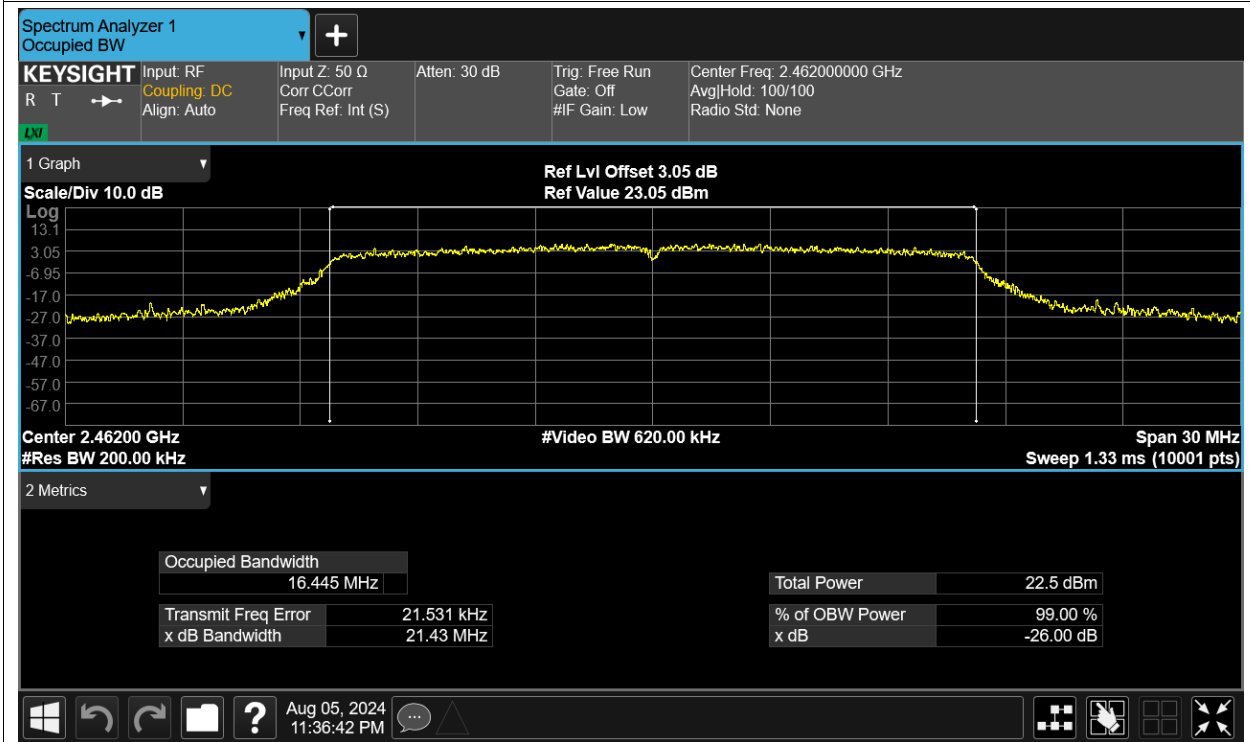 Spectrum Analyzer 1
Occupied BW
KEYSIGHT
R T
LXI
Input: RF
Coupling: DC
Align: Auto
Input Z: 50 Ω
Corr CCorr
Freq Ref: Int (S)
Atten: 30 dB
Trig: Free Run
Gate: Off
#IF Gain: Low
Center Freq: 2.462000000 GHz
Avg|Hold: 100/100
Radio Std: None
1 Graph
Scale/Div 10.0 dB
Ref Lvl Offset 3.05 dB
Ref Value 23.05 dBm
Log
13.1
3.05
-6.95
-17.0
-27.0
-37.0
-47.0
-57.0
-67.0
Center 2.46200 GHz
#Video BW 620.00 kHz
Span 30 MHz
#Res BW 200.00 kHz
Sweep 1.33 ms (10001 pts)
2 Metrics
Occupied Bandwidth
16.445 MHz
Total Power 22.5 dBm
Transmit Freq Error 21.531 kHz
% of OBW Power 99.00 %
x dB Bandwidth 21.43 MHz
x dB -26.00 dB
?
Aug 05, 2024
11:36:42 PM